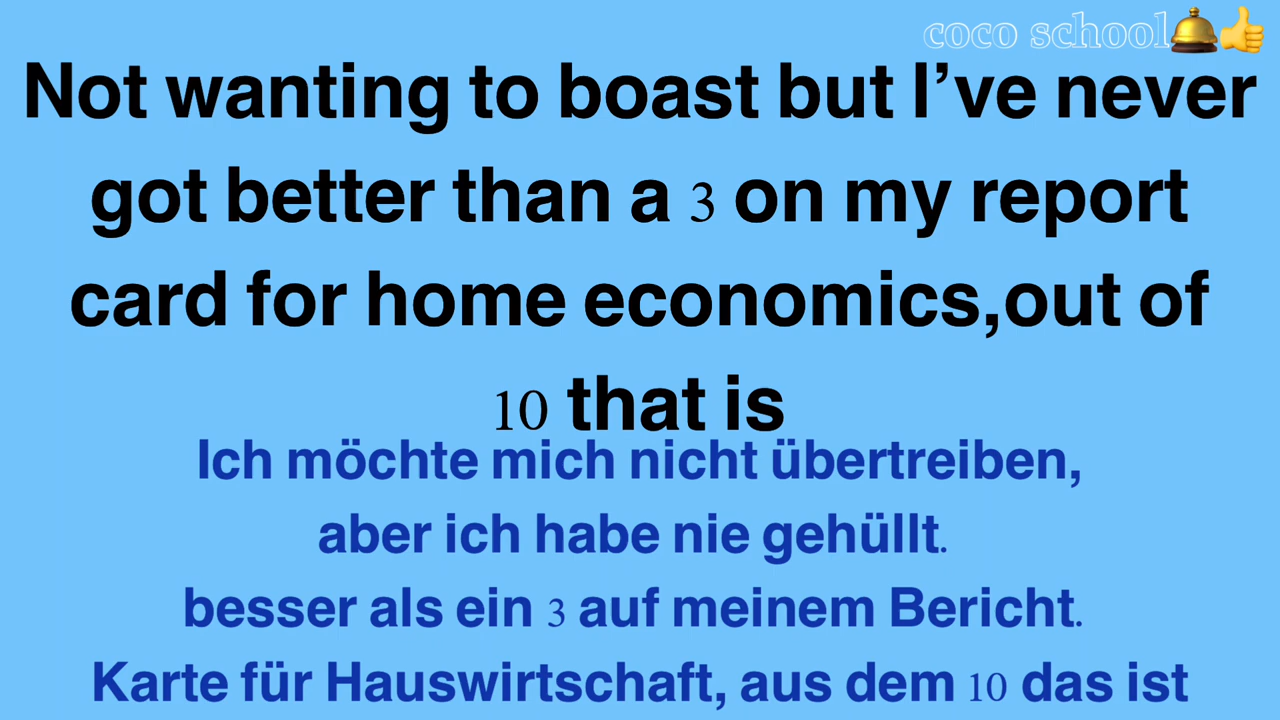 coco school🛎️👍
Not wanting to boast but I’ve never
got better than a 3 on my report
card for home economics,out of
10 that is
Ich möchte mich nicht übertreiben,
aber ich habe nie gehüllt.
besser als ein 3 auf meinem Bericht.
Karte für Hauswirtschaft, aus dem 10 das ist